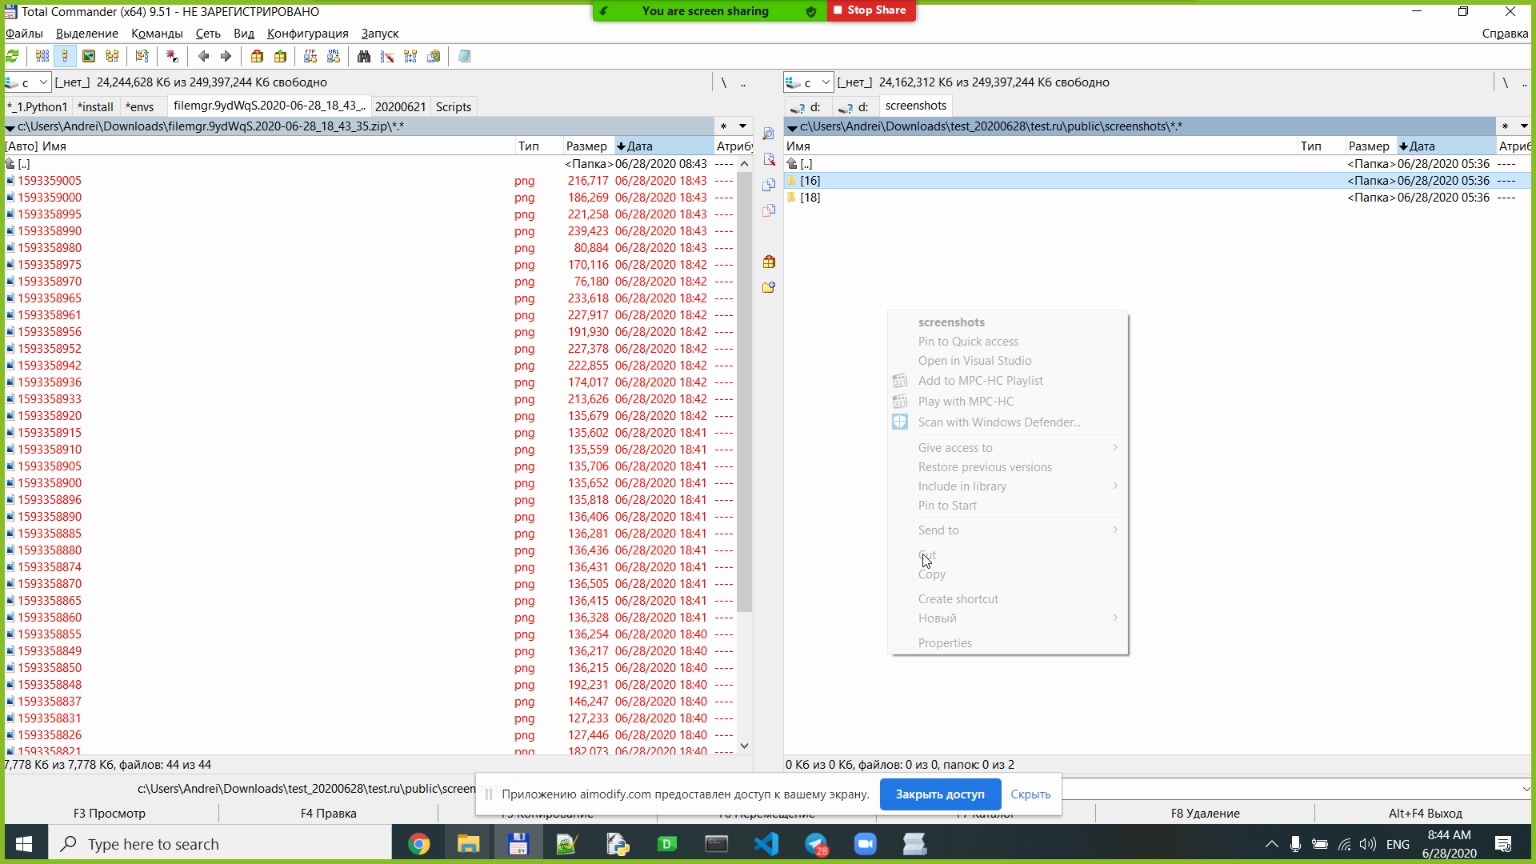 Total Commander (x64) 9.51 - НЕ ЗАРЕГИСТРИРОВАНО
You are screen sharing
Stop Share
Файлы Выделение Команды Сеть Вид Конфигурация Запуск
Справка
c [_нет_] 24,244,628 Кб из 249,397,244 Кб свободно \ ..
c [_нет_] 24,162,312 Кб из 249,397,244 Кб свободно \ ..
*_1.Python1 *install *envs filemgr.9ydWqS.2020-06-28_18_43_.. 20200621 Scripts
d: d: screenshots
c:\Users\Andrei\Downloads\filemgr.9ydWqS.2020-06-28_18_43_35.zip\*.* *
c:\Users\Andrei\Downloads\test_20200628\test.ru\public\screenshots\*.* *
[Авто] Имя Тип Размер Дата Атрибу
[..] <Папка> 06/28/2020 08:43 ----
1593359005 png 216,717 06/28/2020 18:43 ----
1593359000 png 186,269 06/28/2020 18:43 ----
1593358995 png 221,258 06/28/2020 18:43 ----
1593358990 png 239,423 06/28/2020 18:43 ----
1593358980 png 80,884 06/28/2020 18:43 ----
1593358975 png 170,116 06/28/2020 18:42 ----
1593358970 png 76,180 06/28/2020 18:42 ----
1593358965 png 233,618 06/28/2020 18:42 ----
1593358961 png 227,917 06/28/2020 18:42 ----
1593358956 png 191,930 06/28/2020 18:42 ----
1593358952 png 227,378 06/28/2020 18:42 ----
1593358942 png 222,855 06/28/2020 18:42 ----
1593358936 png 174,017 06/28/2020 18:42 ----
1593358933 png 213,626 06/28/2020 18:42 ----
1593358920 png 135,679 06/28/2020 18:42 ----
1593358915 png 135,602 06/28/2020 18:41 ----
1593358910 png 135,559 06/28/2020 18:41 ----
1593358905 png 135,706 06/28/2020 18:41 ----
1593358900 png 135,652 06/28/2020 18:41 ----
1593358896 png 135,818 06/28/2020 18:41 ----
1593358890 png 136,406 06/28/2020 18:41 ----
1593358885 png 136,281 06/28/2020 18:41 ----
1593358880 png 136,436 06/28/2020 18:41 ----
1593358874 png 136,431 06/28/2020 18:41 ----
1593358870 png 136,505 06/28/2020 18:41 ----
1593358865 png 136,415 06/28/2020 18:41 ----
1593358860 png 136,328 06/28/2020 18:41 ----
1593358855 png 136,254 06/28/2020 18:40 ----
1593358849 png 136,217 06/28/2020 18:40 ----
1593358850 png 136,215 06/28/2020 18:40 ----
1593358848 png 192,231 06/28/2020 18:40 ----
1593358837 png 146,247 06/28/2020 18:40 ----
1593358831 png 127,233 06/28/2020 18:40 ----
1593358826 png 127,446 06/28/2020 18:40 ----
1593358821 png 182,073 06/28/2020 18:40 ----
7,778 Кб из 7,778 Кб, файлов: 44 из 44
Имя Тип Размер Дата Атриб
[..] <Папка> 06/28/2020 05:36 ----
[16] <Папка> 06/28/2020 05:36 ----
[18] <Папка> 06/28/2020 05:36 ----
screenshots
Pin to Quick access
Open in Visual Studio
Add to MPC-HC Playlist
Play with MPC-HC
Scan with Windows Defender...
Give access to
Restore previous versions
Include in library
Pin to Start
Send to
Cut
Copy
Create shortcut
Новый
Properties
0 Кб из 0 Кб, файлов: 0 из 0, папок: 0 из 2
c:\Users\Andrei\Downloads\test_20200628\test.ru\public\screen
Приложению aimodify.com предоставлен доступ к вашему экрану.
Закрыть доступ
Скрыть
F3 Просмотр F4 Правка F5 Копирование F6 Перемещение F7 Каталог F8 Удаление Alt+F4 Выход
Type here to search
28
ENG
8:44 AM
6/28/2020